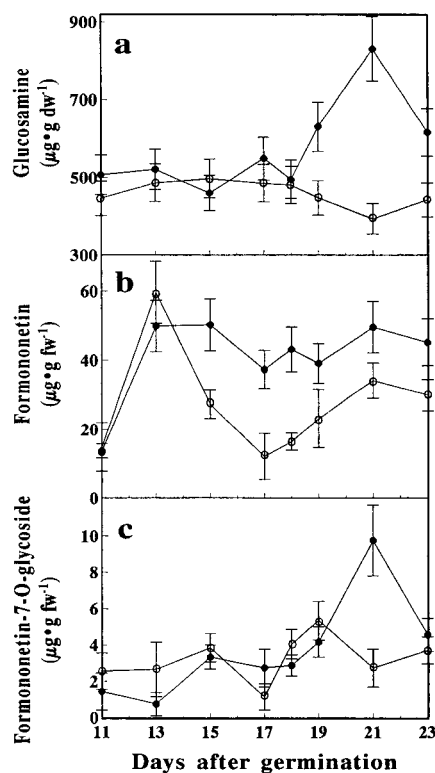 900
a
700
Glucosamine
(µg*g dw⁻¹)
500
300
b
60
Formononetin
(µg*g fw⁻¹)
40
20
0
c
10
8
Formononetin-7-O-glycoside
(µg*g fw⁻¹)
6
4
2
0
11 13 15 17 19 21 23
Days after germination